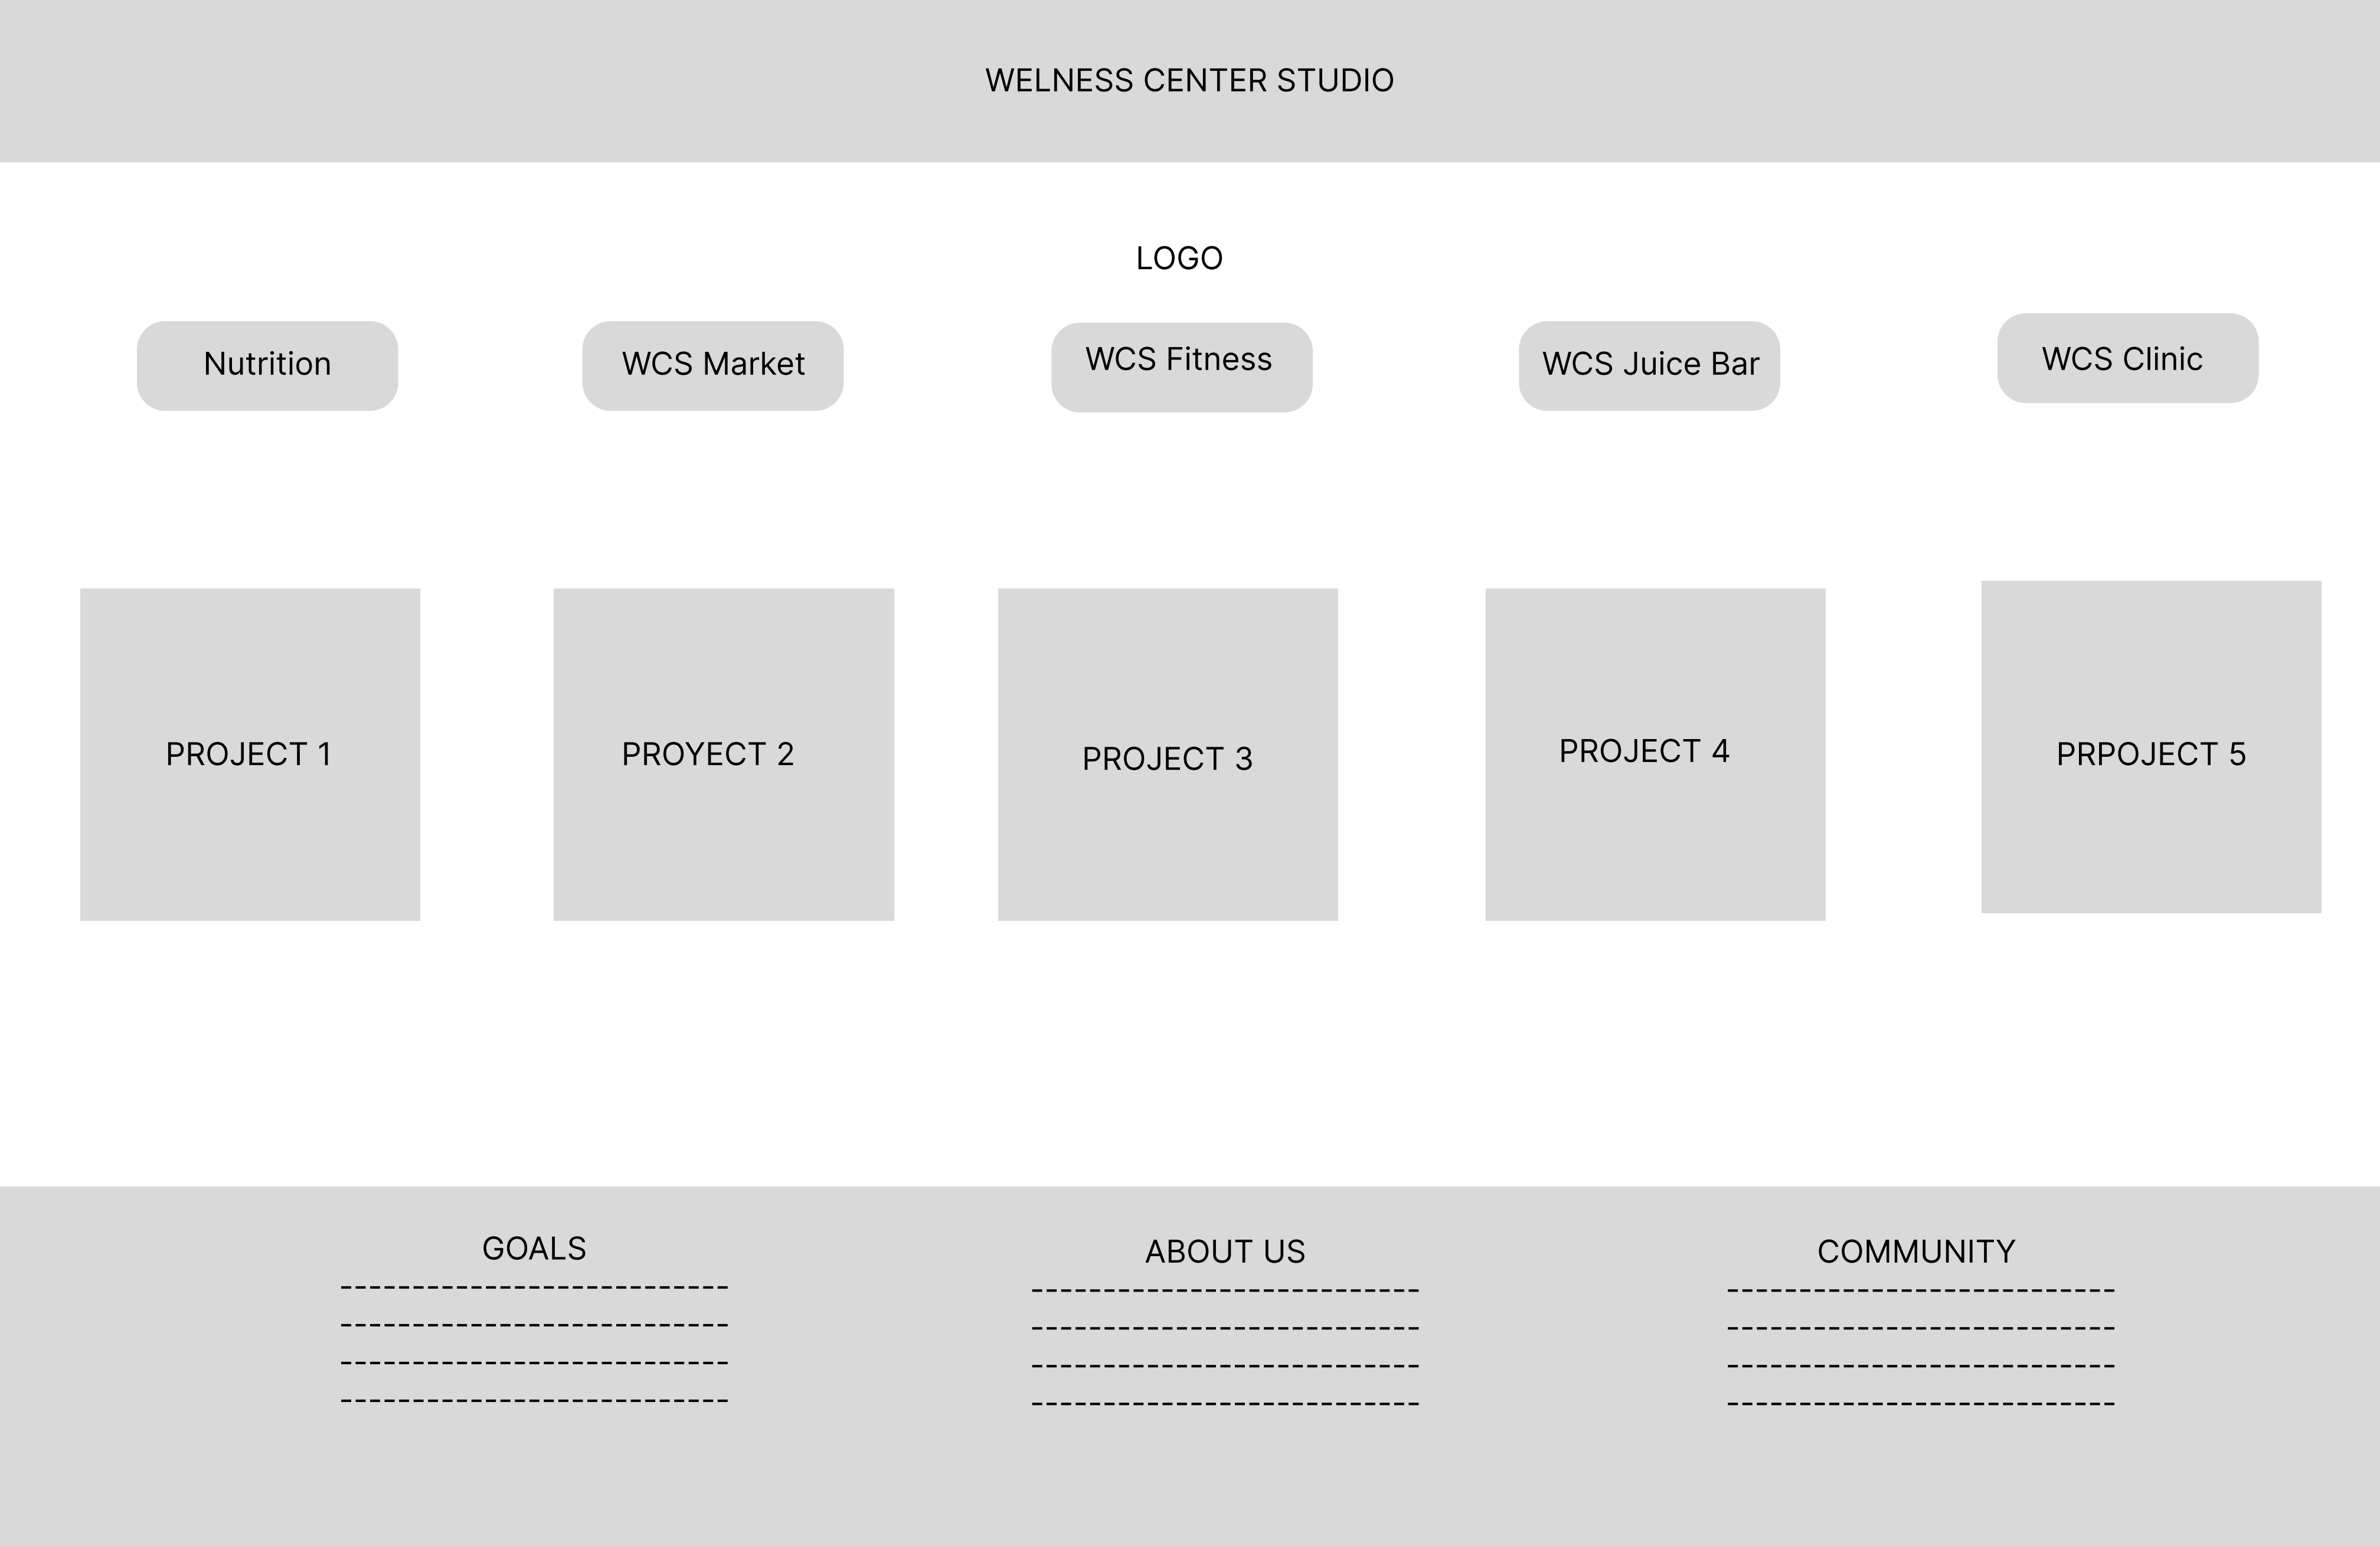 WELNESS CENTER STUDIO
LOGO
Nutrition
WCS Market
WCS Fitness
WCS Juice Bar
WCS Clinic
PROJECT 1
PROYECT 2
PROJECT 3
PROJECT 4
PRPOJECT 5
GOALS
ABOUT US
COMMUNITY